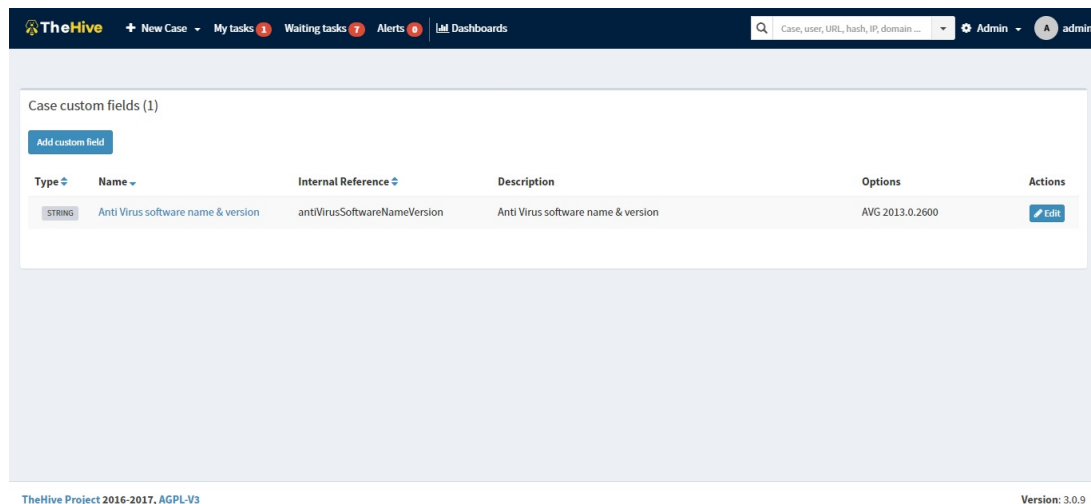 TheHive + New Case My tasks 1 Waiting tasks 7 Alerts 0 Dashboards Case, user, URL, hash, IP, domain ... Admin A admin
Case custom fields (1)
Add custom field
Type Name Internal Reference Description Options Actions
STRING Anti Virus software name & version antiVirusSoftwareNameVersion Anti Virus software name & version AVG 2013.0.2600 Edit
TheHive Project 2016-2017, AGPL-V3 Version: 3.0.9